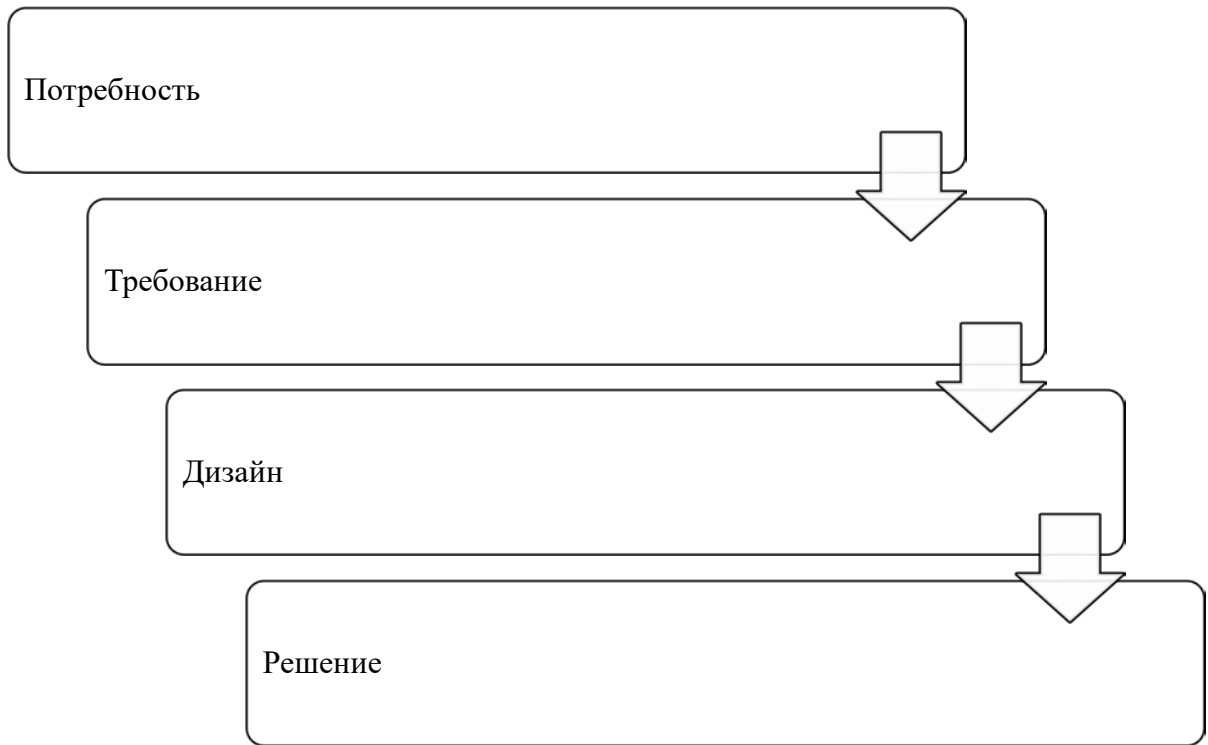 Потребность
Требование
Дизайн
Решение